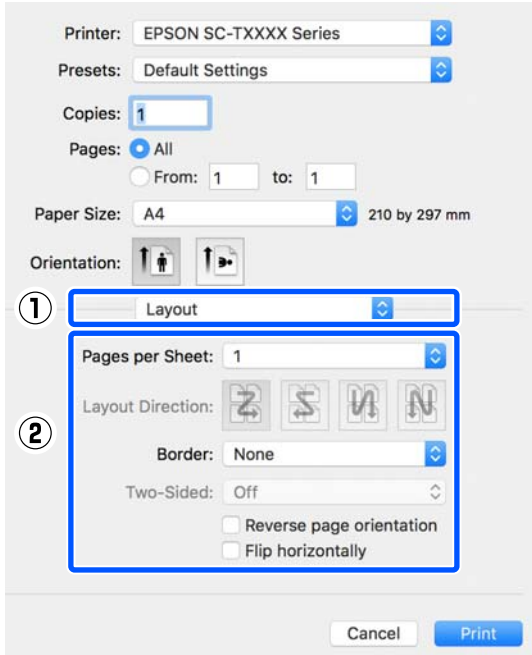 Printer: EPSON SC-TXXXX Series
Presets: Default Settings
Copies: 1
Pages: All
From: 1 to: 1
Paper Size: A4 210 by 297 mm
Orientation:
① Layout
Pages per Sheet: 1
② Layout Direction:
Border: None
Two-Sided: Off
Reverse page orientation
Flip horizontally
Cancel Print